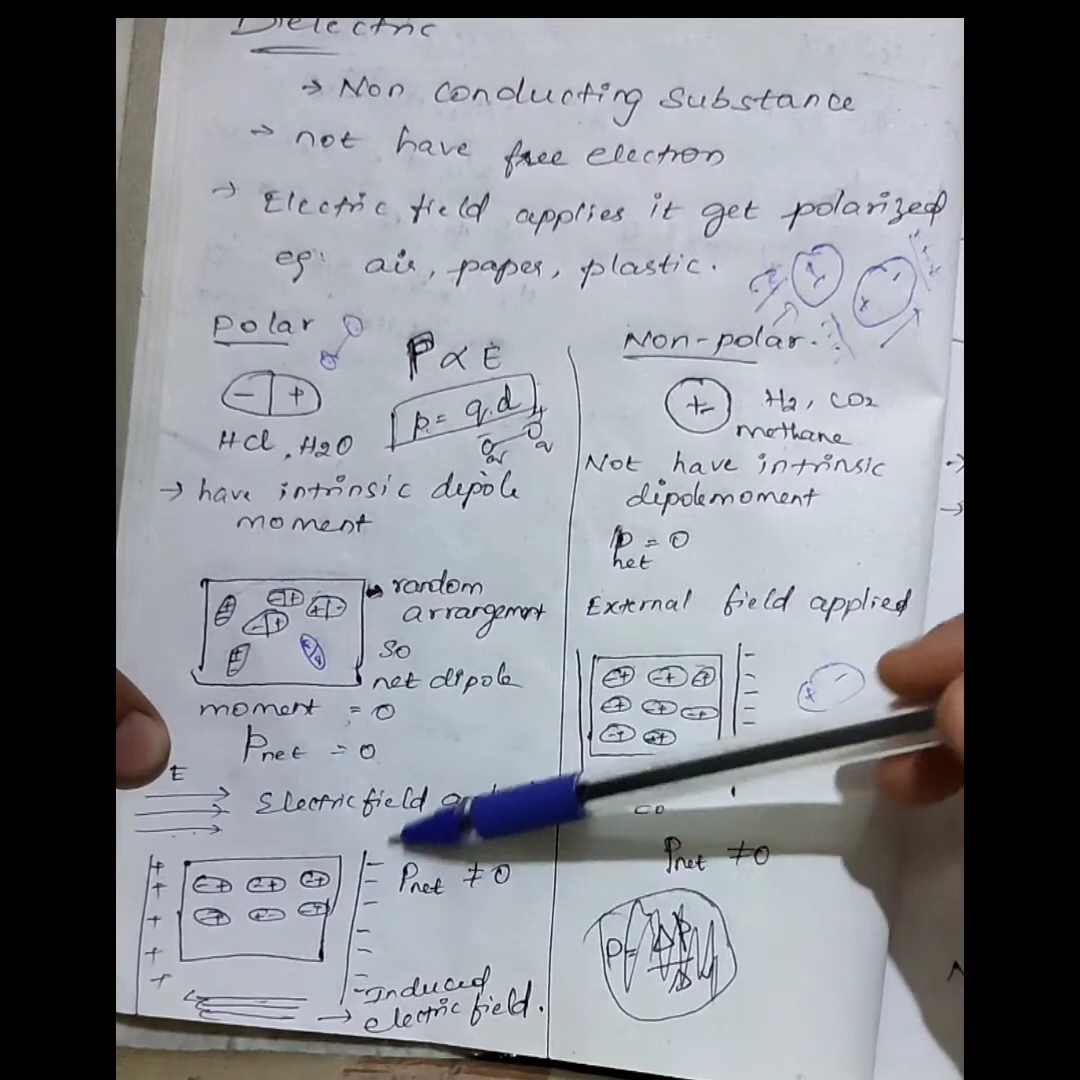 Dielectric
→ Non conducting substance
→ not have free electron
→ Electric field applies it get polarized
eg: air, paper, plastic.
Polar
P ∝ E
- +
p = q.d
HCl, H2O
→ have intrinsic depole
moment
→ random
arrangement
so
net dipole
moment = 0
Pnet = 0
E
Electric field
Pnet ≠ 0
Induced
→ electric field.
Non-polar
+-
H2, CO2
methane
Not have intrinsic
dipolemoment
Pnet = 0
External field applied
Pnet ≠ 0